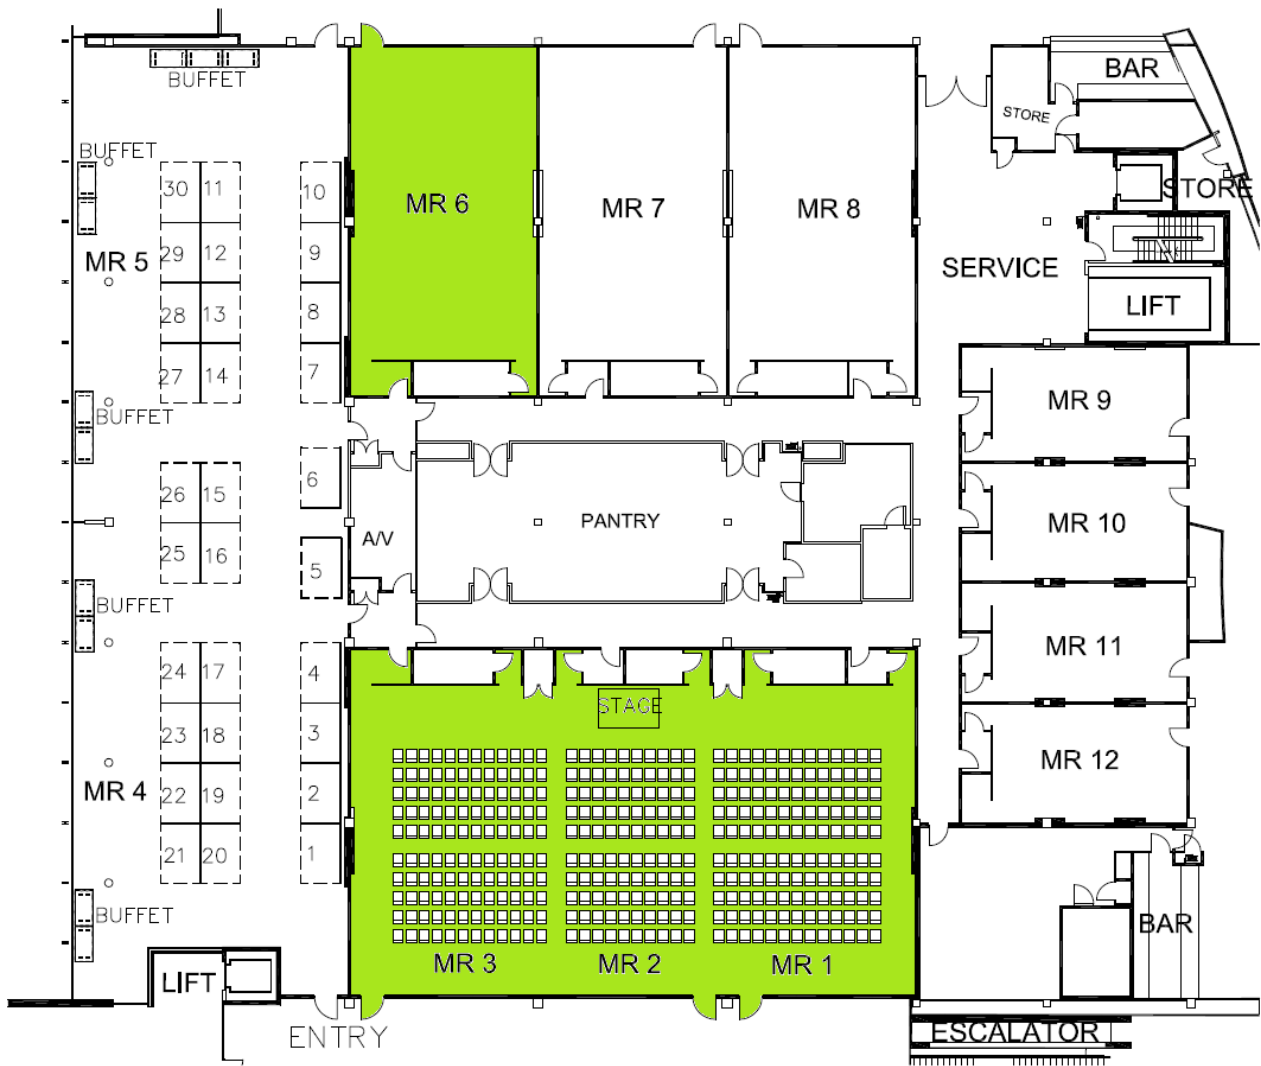 BUFFET
BAR
STORE
BUFFET
30 11 10
MR 6
MR 7
MR 8
STORE
29 12 9
MR 5
SERVICE
28 13 8
LIFT
27 14 7
MR 9
BUFFET
26 15 6
PANTRY
MR 10
A/V
25 16 5
BUFFET
24 17 4
MR 11
STAGE
23 18 3
MR 12
22 19 2
MR 4
21 20 1
BUFFET
BAR
MR 3
MR 2
MR 1
LIFT
ENTRY
ESCALATOR